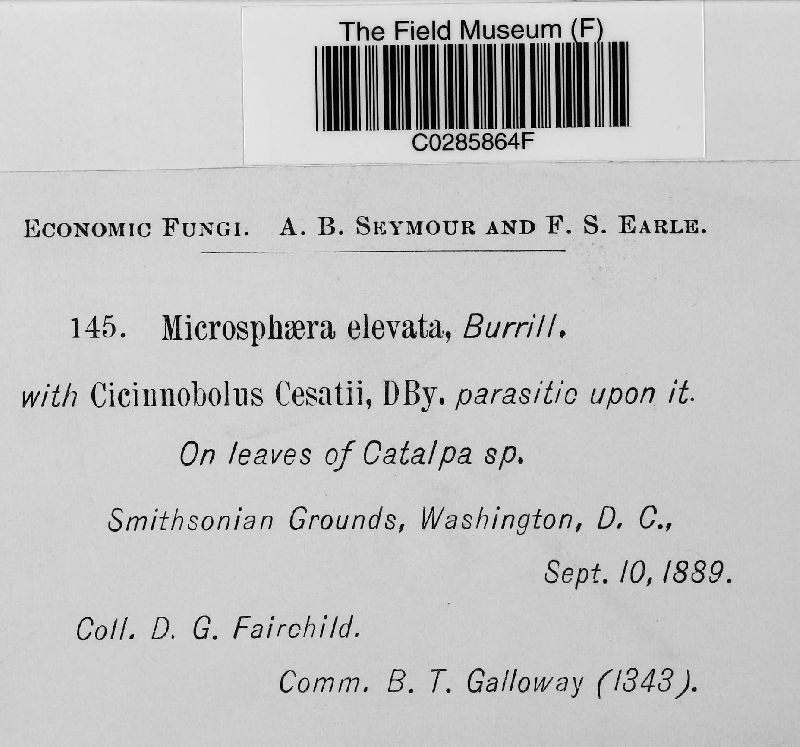 The Field Museum (F)
C0285864F
Economic Fungi. A. B. Seymour and F. S. Earle.
145. Microsphæra elevata, Burrill.
with Cicinnobolus Cesatii, DBy. parasitic upon it.
On leaves of Catalpa sp.
Smithsonian Grounds, Washington, D. C.,
Sept. 10, 1889.
Coll. D. G. Fairchild.
Comm. B. T. Galloway (1343).